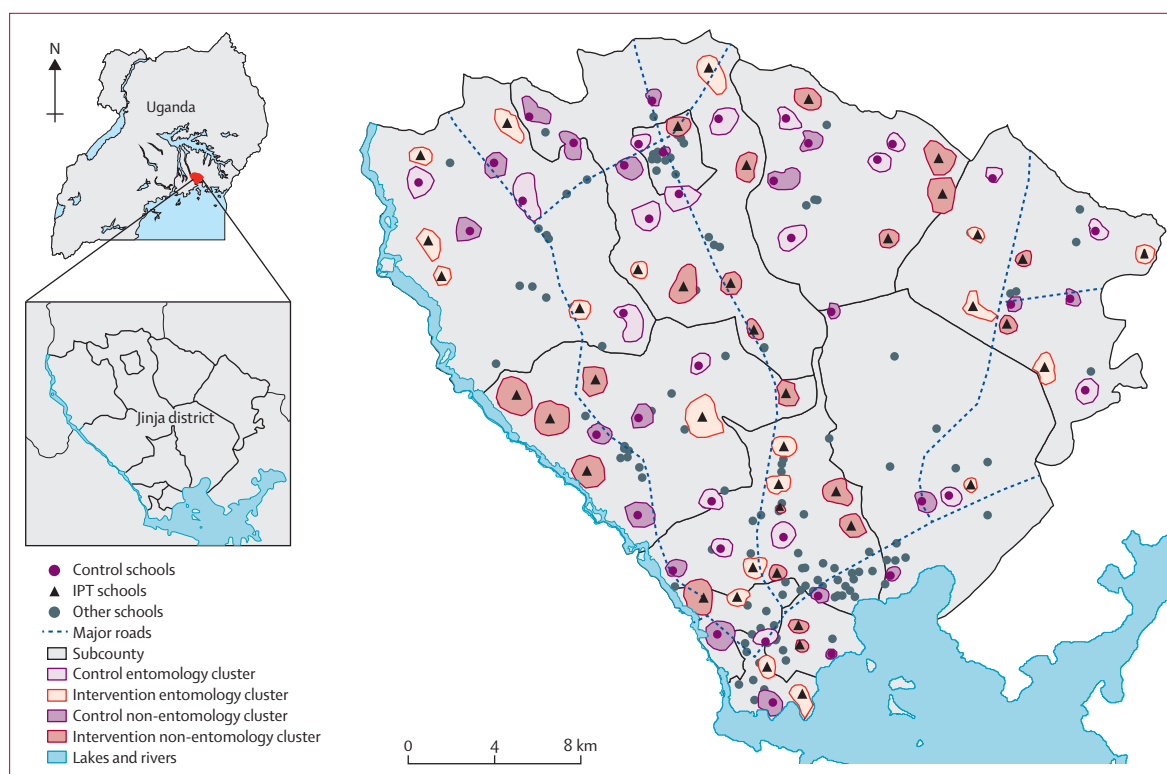 N
Uganda
Jinja district
Control schools
IPT schools
Other schools
Major roads
Subcounty
Control entomology cluster
Intervention entomology cluster
Control non-entomology cluster
Intervention non-entomology cluster
Lakes and rivers
0 4 8 km